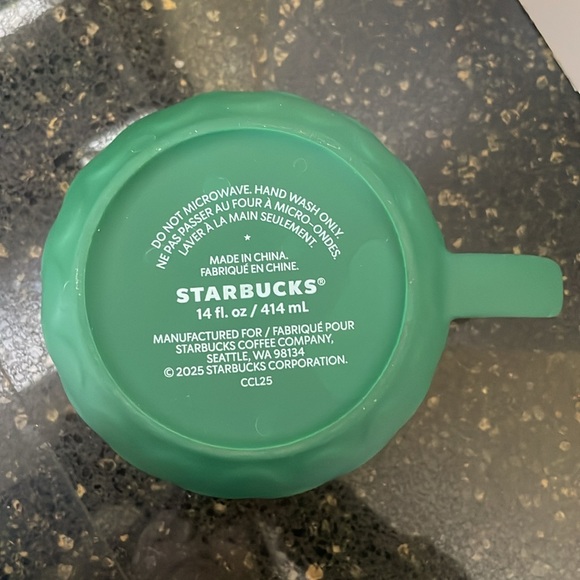 DO NOT MICROWAVE. HAND WASH ONLY.
NE PAS PASSER AU FOUR À MICRO-ONDES.
LAVER À LA MAIN SEULEMENT.
MADE IN CHINA.
FABRIQUÉ EN CHINE.
STARBUCKS®
14 fl. oz / 414 mL
MANUFACTURED FOR / FABRIQUÉ POUR
STARBUCKS COFFEE COMPANY,
SEATTLE, WA 98134
© 2025 STARBUCKS CORPORATION.
CCL25